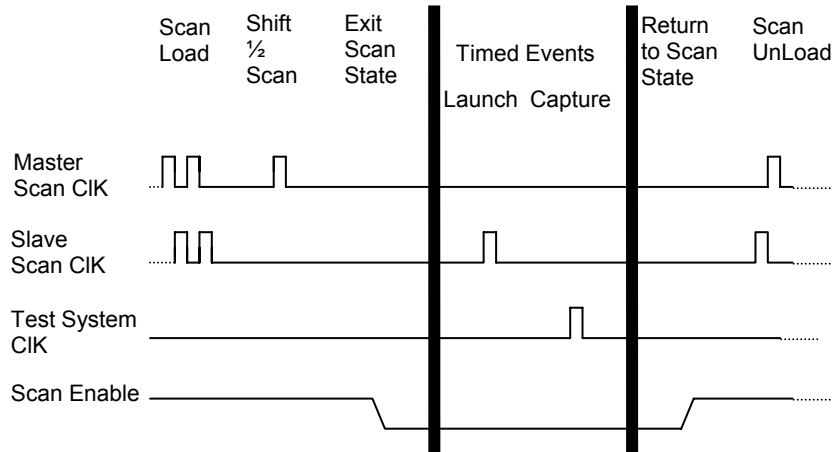 Scan
Load
Shift
½
Scan
Exit
Scan
State
Timed Events
Launch Capture
Return
to Scan
State
Scan
UnLoad
Master
Scan ClK
Slave
Scan ClK
Test System
ClK
Scan Enable